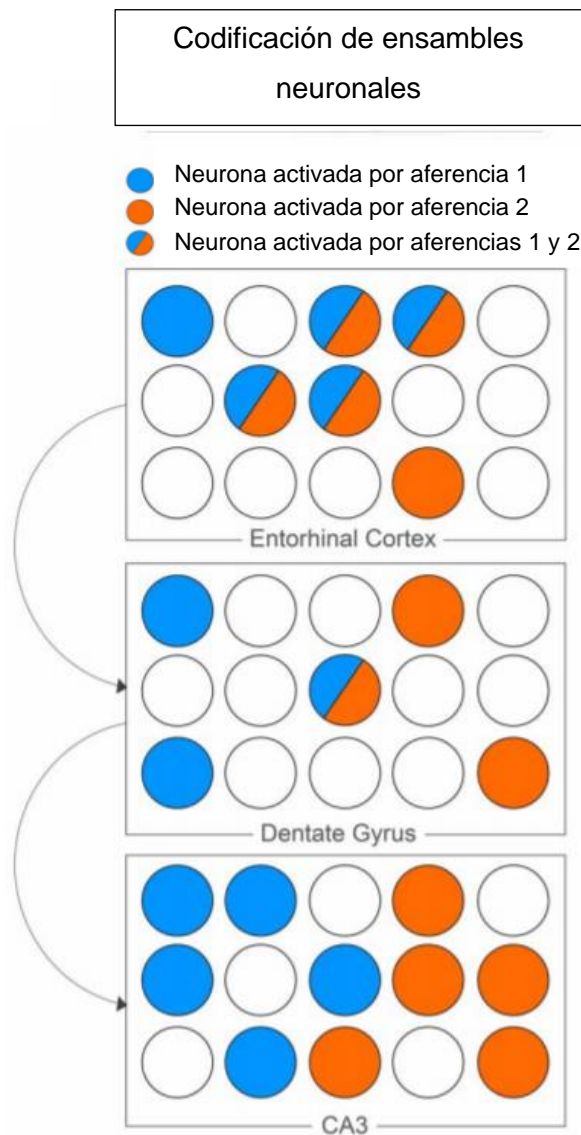 Codificación de ensambles
neuronales
Neurona activada por aferencia 1
Neurona activada por aferencia 2
Neurona activada por aferencias 1 y 2
Entorhinal Cortex
Dentate Gyrus
CA3